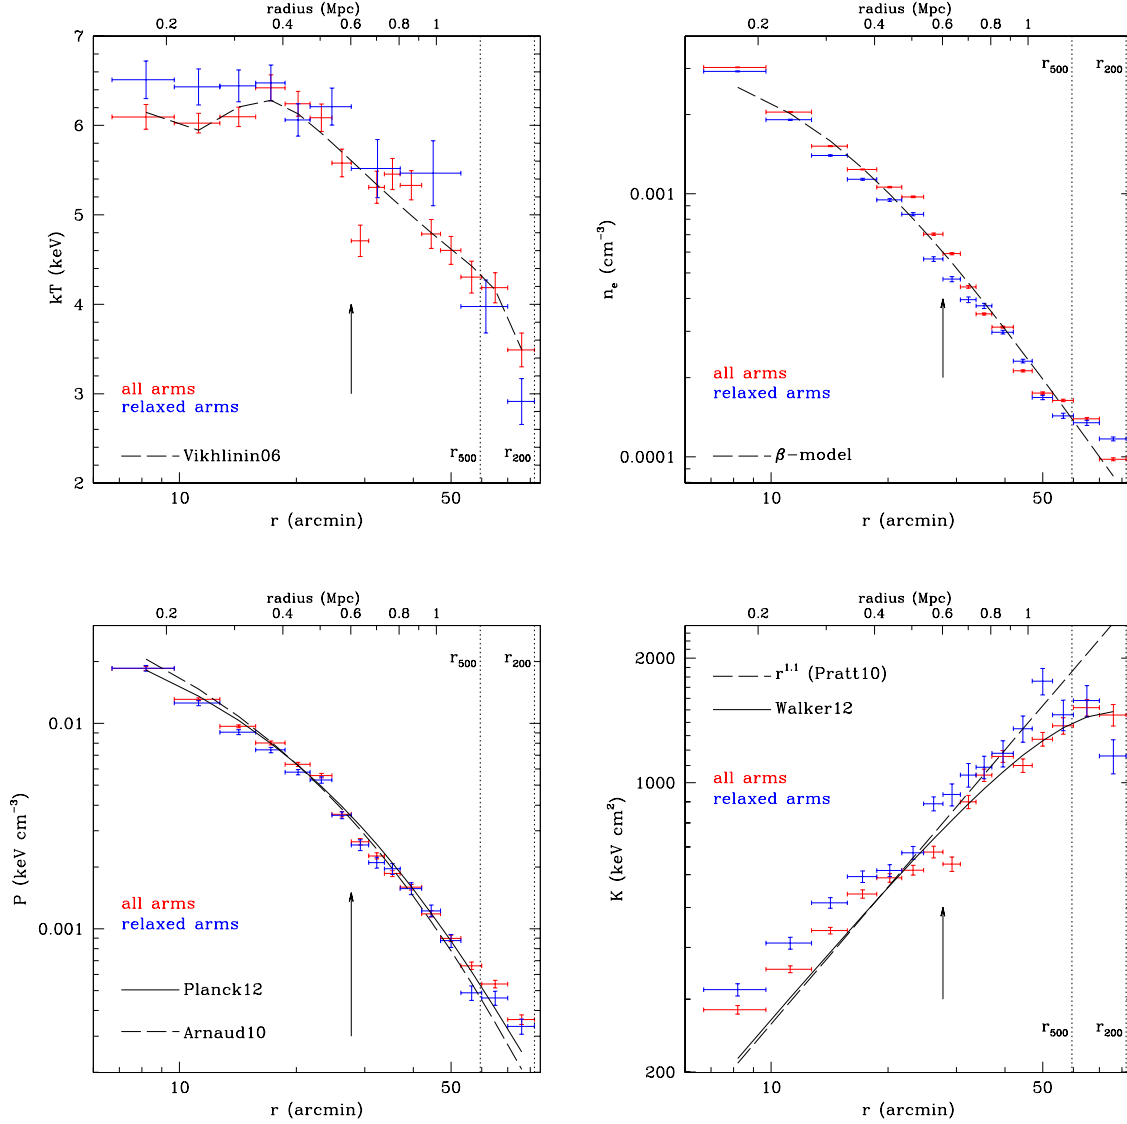 radius (Mpc)
0.2 0.4 0.6 0.8 1
7
6
5
4
3
2
kT (keV)
all arms
relaxed arms
Vikhlinin06
r500 r200
10 50
r (arcmin)
radius (Mpc)
0.2 0.4 0.6 0.8 1
r500 r200
0.001
0.0001
ne (cm−3)
all arms
relaxed arms
β−model
10 50
r (arcmin)
radius (Mpc)
0.2 0.4 0.6 0.8 1
r500 r200
0.01
0.001
P (keV cm−3)
all arms
relaxed arms
Planck12
Arnaud10
10 50
r (arcmin)
radius (Mpc)
0.2 0.4 0.6 0.8 1
2000
1000
200
K (keV cm2)
r1.1 (Pratt10)
Walker12
all arms
relaxed arms
r500 r200
10 50
r (arcmin)